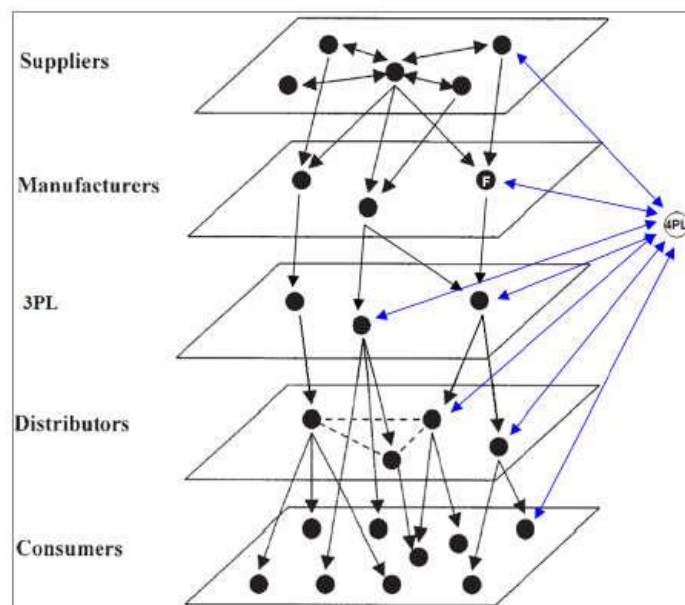 Suppliers
Manufacturers
F
4PL
3PL
Distributors
Consumers